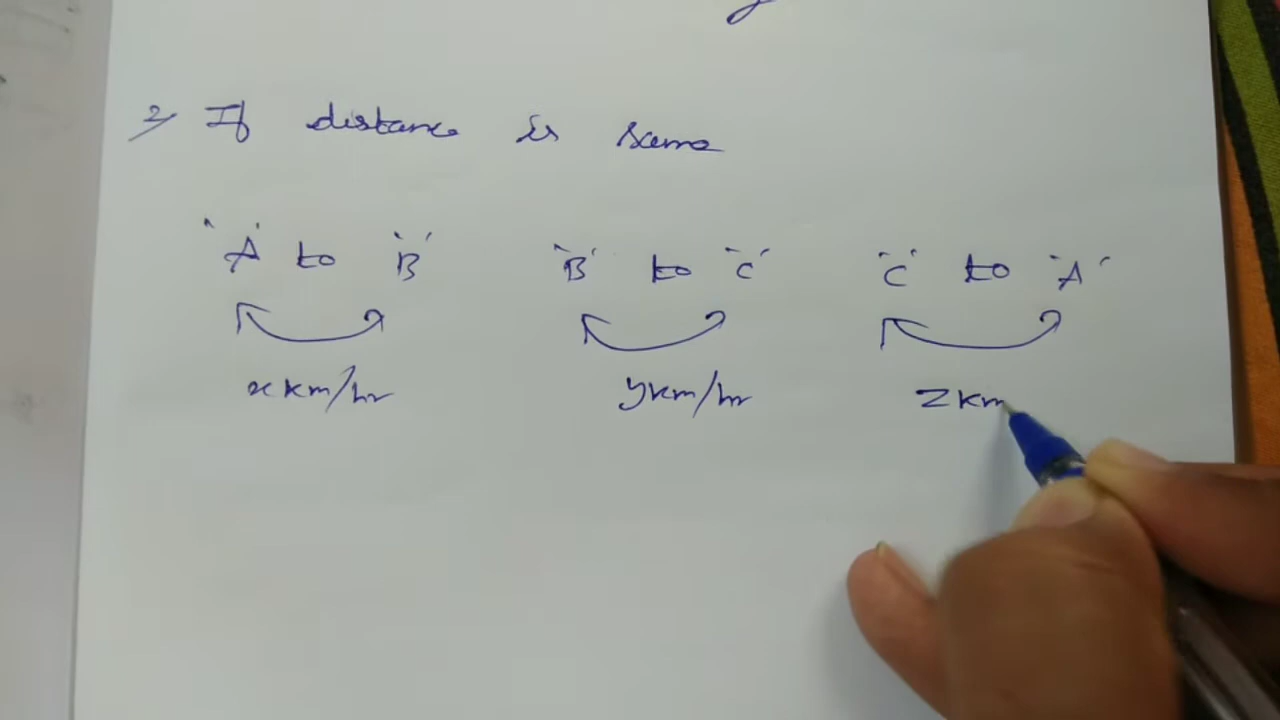 2, If distance is same
'A' to 'B' 'B' to 'C' 'C' to 'A'
x km/hr y km/hr z km